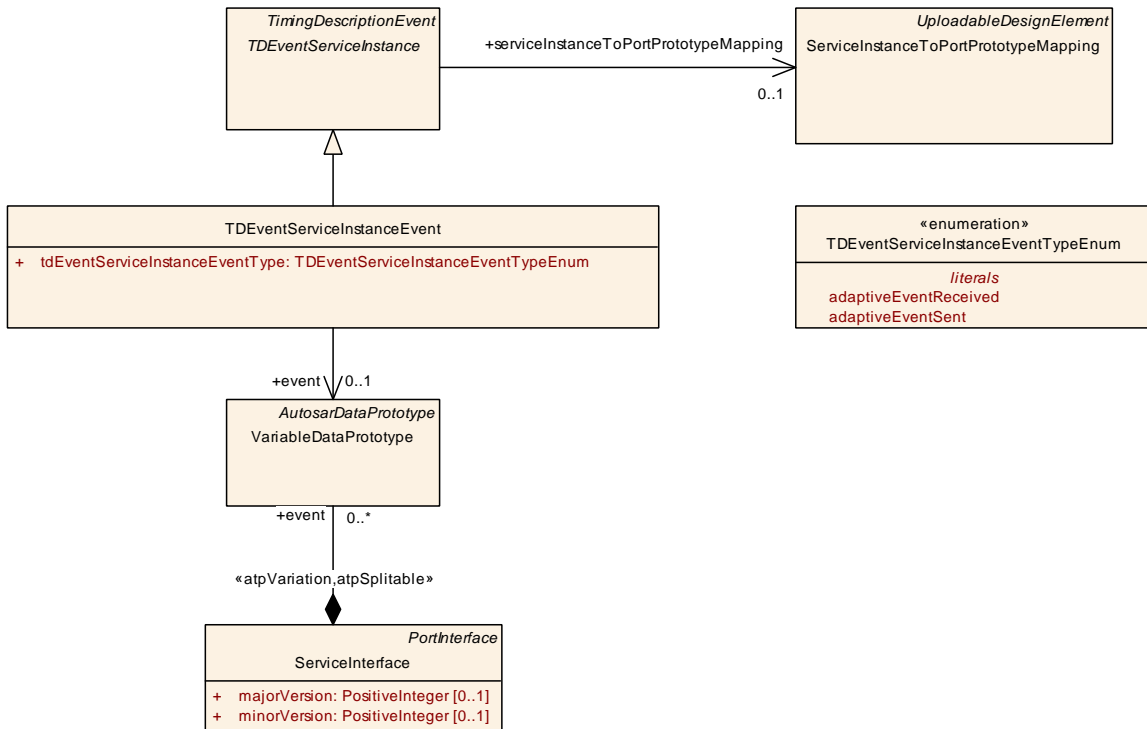 TimingDescriptionEvent
TDEventServiceInstance
+serviceInstanceToPortPrototypeMapping
0..1
UploadableDesignElement
ServiceInstanceToPortPrototypeMapping
TDEventServiceInstanceEvent
+ tdEventServiceInstanceEventType: TDEventServiceInstanceEventTypeEnum
«enumeration»
TDEventServiceInstanceEventTypeEnum
literals
adaptiveEventReceived
adaptiveEventSent
+event 0..1
AutosarDataPrototype
VariableDataPrototype
+event 0..*
«atpVariation,atpSplitable»
PortInterface
ServiceInterface
+ majorVersion: PositiveInteger [0..1]
+ minorVersion: PositiveInteger [0..1]